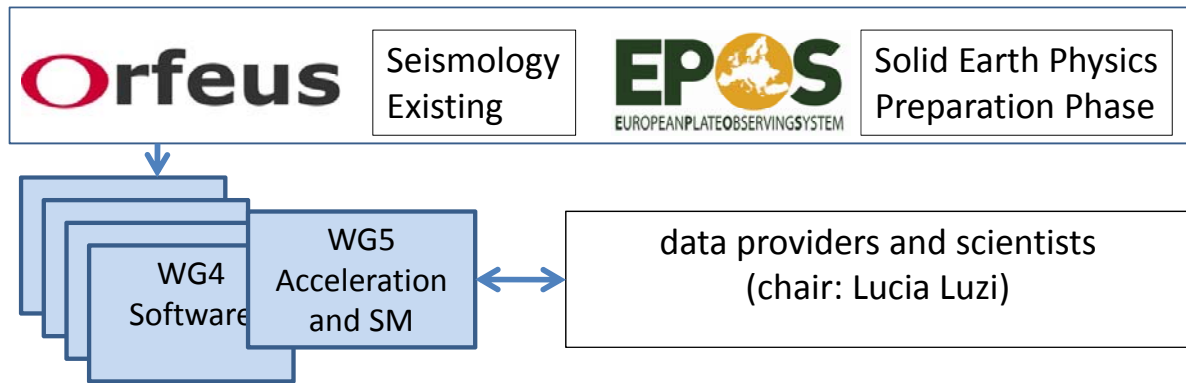 Orfeus
Seismology
Existing
EPOS
EUROPEANPLATEOBSERVINGSYSTEM
Solid Earth Physics
Preparation Phase
WG4
Software
WG5
Acceleration
and SM
data providers and scientists
(chair: Lucia Luzi)